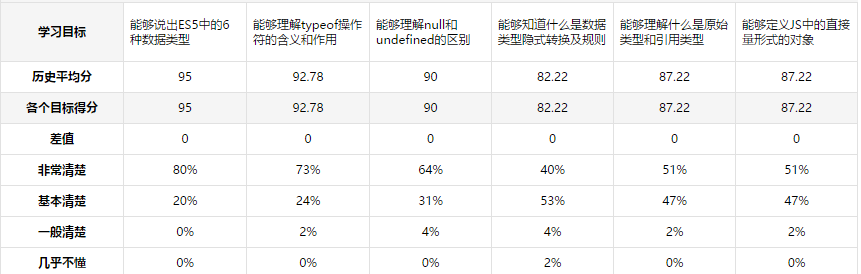 学习目标 能够说出ES5中的6种数据类型 能够理解typeof操作符的含义和作用 能够理解null和undefined的区别 能够知道什么是数据类型隐式转换及规则 能够理解什么是原始类型和引用类型 能够定义JS中的直接量形式的对象
历史平均分 95 92.78 90 82.22 87.22 87.22
各个目标得分 95 92.78 90 82.22 87.22 87.22
差值 0 0 0 0 0 0
非常清楚 80% 73% 64% 40% 51% 51%
基本清楚 20% 24% 31% 53% 47% 47%
一般清楚 0% 2% 4% 4% 2% 2%
几乎不懂 0% 0% 0% 2% 0% 0%